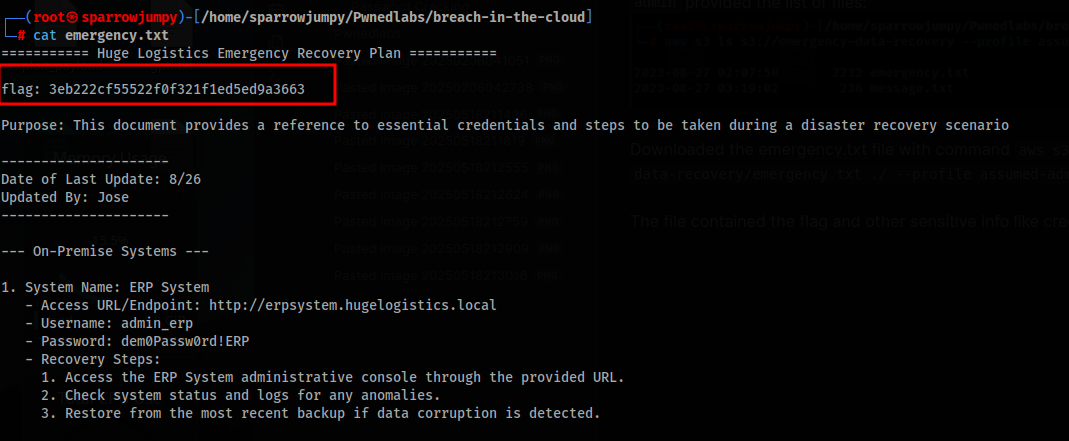 (root㉿sparrowjumpy)-[/home/sparrowjumpy/Pwnedlabs/breach-in-the-cloud]
# cat emergency.txt
=========== Huge Logistics Emergency Recovery Plan ===========
flag: 3eb222cf55522f0f321f1ed5ed9a3663
Purpose: This document provides a reference to essential credentials and steps to be taken during a disaster recovery scenario
---------------------
Date of Last Update: 8/26
Updated By: Jose
---------------------
--- On-Premise Systems ---
1. System Name: ERP System
- Access URL/Endpoint: http://erpsystem.hugelogistics.local
- Username: admin_erp
- Password: dem0Passw0rd!ERP
- Recovery Steps:
1. Access the ERP System administrative console through the provided URL.
2. Check system status and logs for any anomalies.
3. Restore from the most recent backup if data corruption is detected.
provided the list of files:
Downloaded the emergency.txt file with command
data-recovery/emergency.txt ./ --profile
The file contained the flag and other sensitive info like